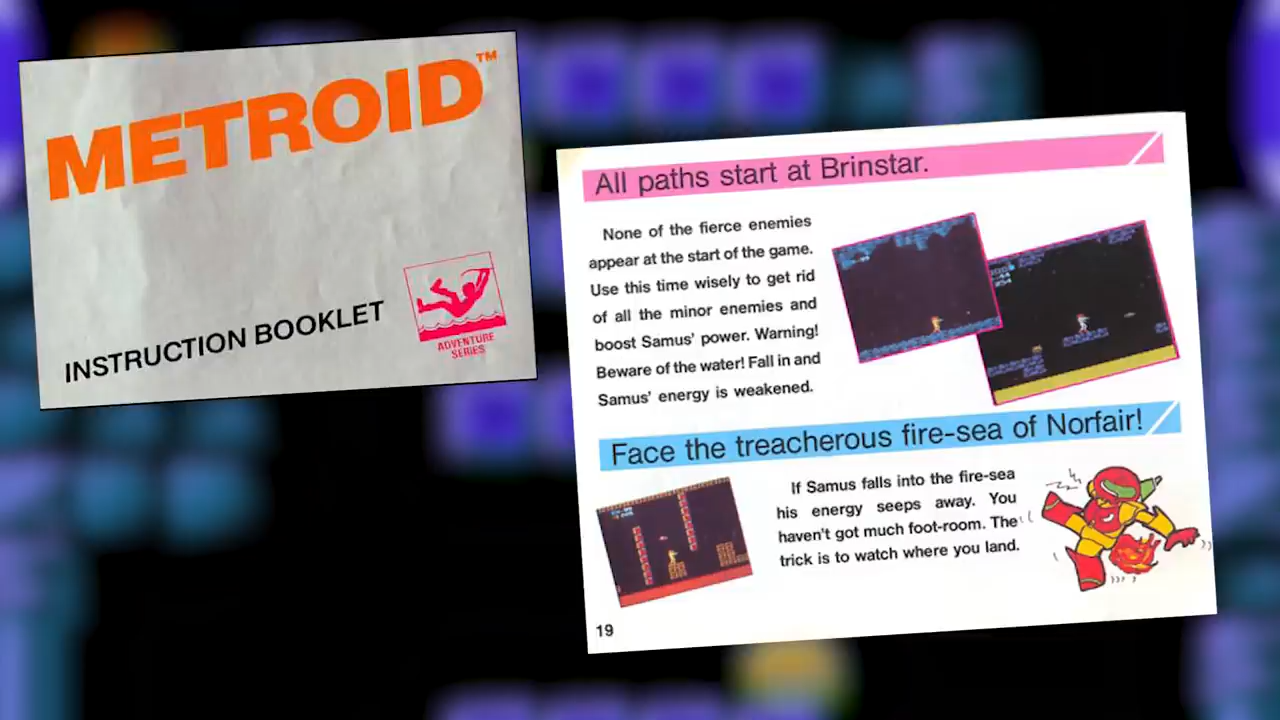 METROID™
INSTRUCTION BOOKLET
ADVENTURE
SERIES
All paths start at Brinstar.
None of the fierce enemies
appear at the start of the game.
Use this time wisely to get rid
of all the minor enemies and
boost Samus' power. Warning!
Beware of the water! Fall in and
Samus' energy is weakened.
Face the treacherous fire-sea of Norfair!
If Samus falls into the fire-sea
his energy seeps away. You
haven't got much foot-room. The
trick is to watch where you land.
19